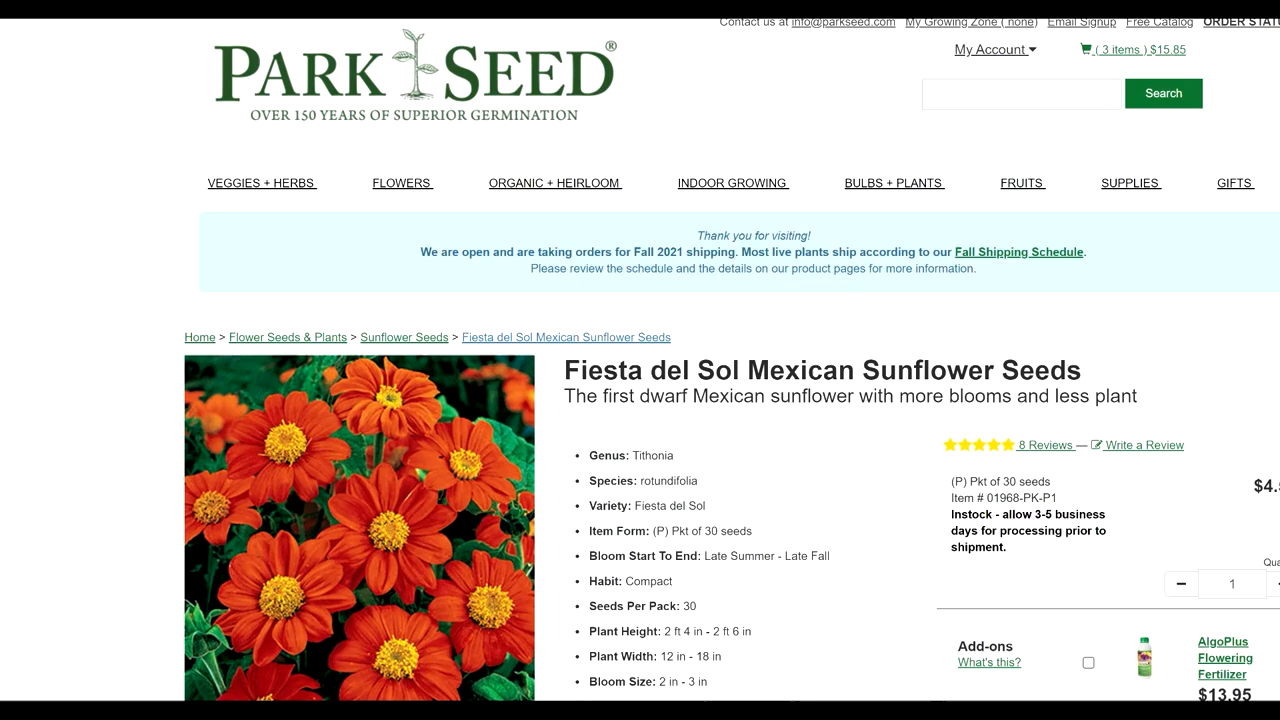 Contact us at info@parkseed.com My Growing Zone ( none) Email Signup Free Catalog ORDER
PARK SEED®
OVER 150 YEARS OF SUPERIOR GERMINATION
My Account
( 3 items ) $15.85
Search
VEGGIES + HERBS FLOWERS ORGANIC + HEIRLOOM INDOOR GROWING BULBS + PLANTS FRUITS SUPPLIES GIFTS
Thank you for visiting!
We are open and are taking orders for Fall 2021 shipping. Most live plants ship according to our Fall Shipping Schedule.
Please review the schedule and the details on our product pages for more information.
Home > Flower Seeds & Plants > Sunflower Seeds > Fiesta del Sol Mexican Sunflower Seeds
Fiesta del Sol Mexican Sunflower Seeds
The first dwarf Mexican sunflower with more blooms and less plant
Genus: Tithonia
Species: rotundifolia
Variety: Fiesta del Sol
Item Form: (P) Pkt of 30 seeds
Bloom Start To End: Late Summer - Late Fall
Habit: Compact
Seeds Per Pack: 30
Plant Height: 2 ft 4 in - 2 ft 6 in
Plant Width: 12 in - 18 in
Bloom Size: 2 in - 3 in
8 Reviews — Write a Review
(P) Pkt of 30 seeds
Item # 01968-PK-P1
Instock - allow 3-5 business
days for processing prior to
shipment.
1
Add-ons
What's this?
AlgoPlus
Flowering
Fertilizer
$13.95